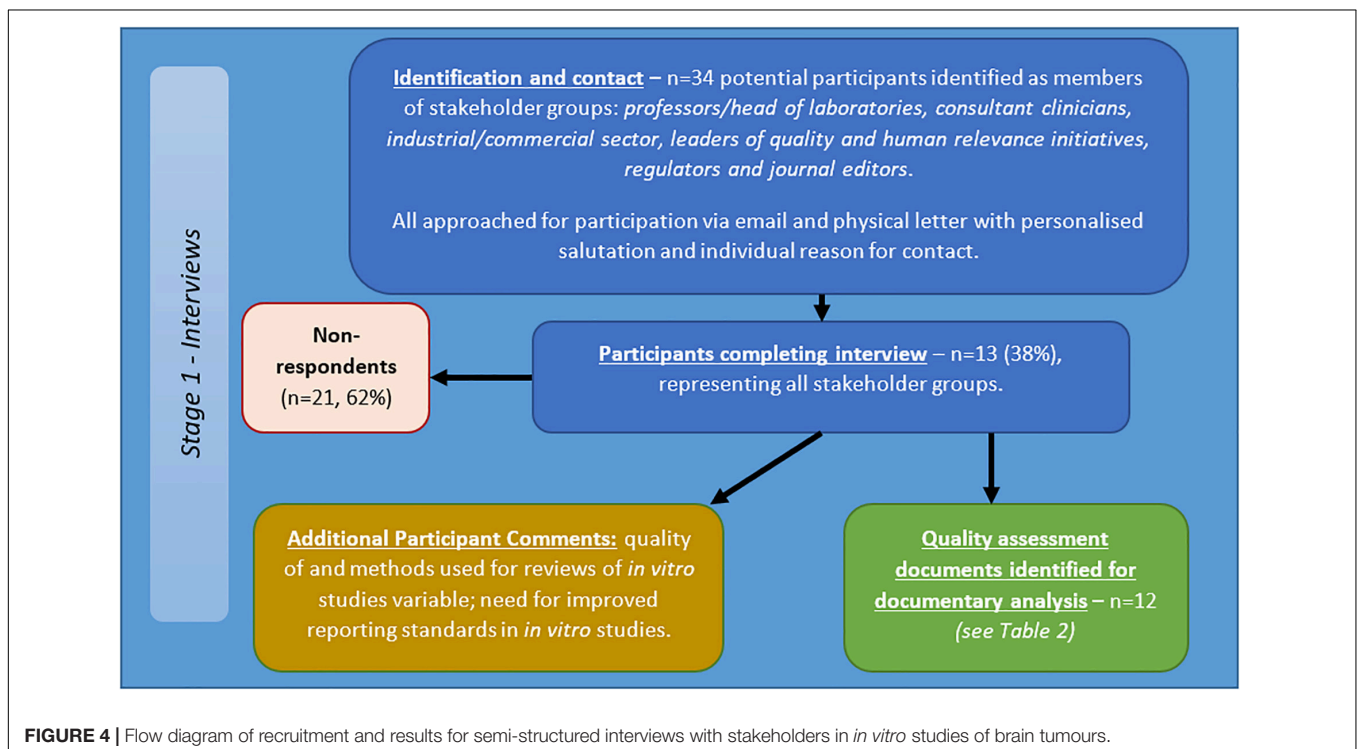 Stage 1 - Interviews
Identification and contact – n=34 potential participants identified as members
of stakeholder groups: professors/head of laboratories, consultant clinicians,
industrial/commercial sector, leaders of quality and human relevance initiatives,
regulators and journal editors.
All approached for participation via email and physical letter with personalised
salutation and individual reason for contact.
Non-
respondents
(n=21, 62%)
Participants completing interview – n=13 (38%),
representing all stakeholder groups.
Additional Participant Comments: quality
of and methods used for reviews of in vitro
studies variable; need for improved
reporting standards in in vitro studies.
Quality assessment
documents identified for
documentary analysis – n=12
(see Table 2)
FIGURE 4 | Flow diagram of recruitment and results for semi-structured interviews with stakeholders in in vitro studies of brain tumours.